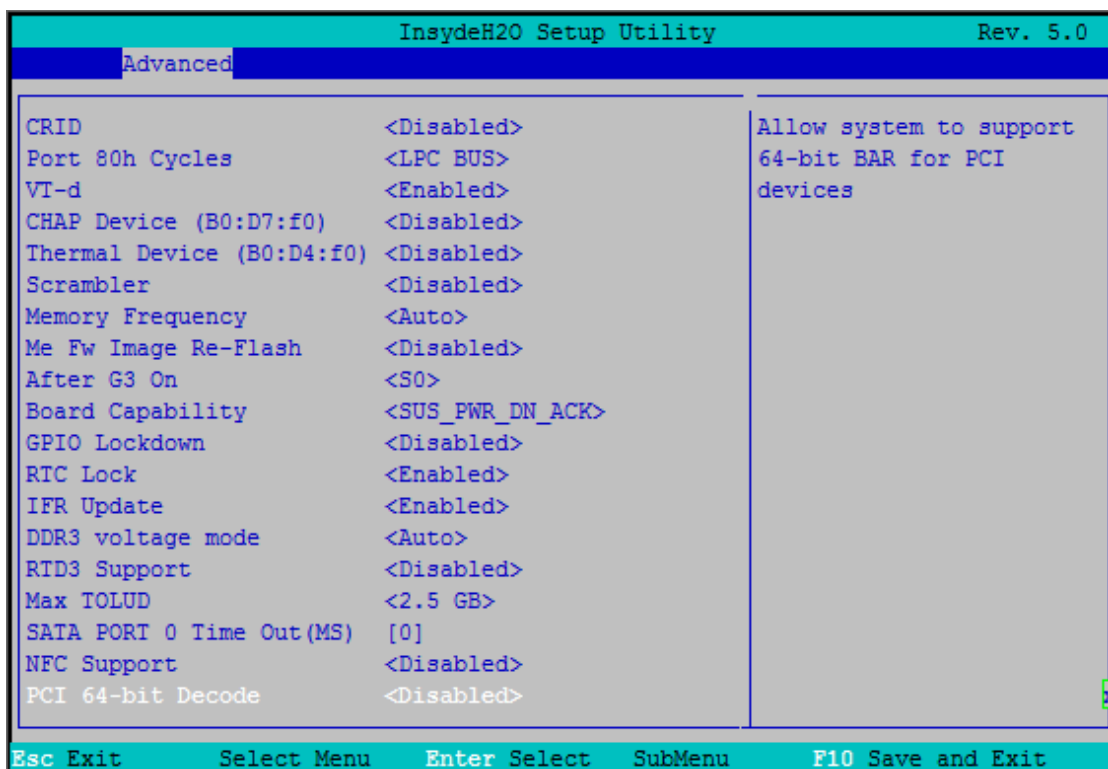 InsydeH2O Setup Utility Rev. 5.0
Advanced
CRID <Disabled>
Port 80h Cycles <LPC BUS>
VT-d <Enabled>
CHAP Device (B0:D7:f0) <Disabled>
Thermal Device (B0:D4:f0) <Disabled>
Scrambler <Disabled>
Memory Frequency <Auto>
Me Fw Image Re-Flash <Disabled>
After G3 On <S0>
Board Capability <SUS_PWR_DN_ACK>
GPIO Lockdown <Disabled>
RTC Lock <Enabled>
IFR Update <Enabled>
DDR3 voltage mode <Auto>
RTD3 Support <Disabled>
Max TOLUD <2.5 GB>
SATA PORT 0 Time Out(MS) [0]
NFC Support <Disabled>
PCI 64-bit Decode <Disabled>
Allow system to support
64-bit BAR for PCI
devices
Esc Exit Select Menu Enter Select SubMenu F10 Save and Exit